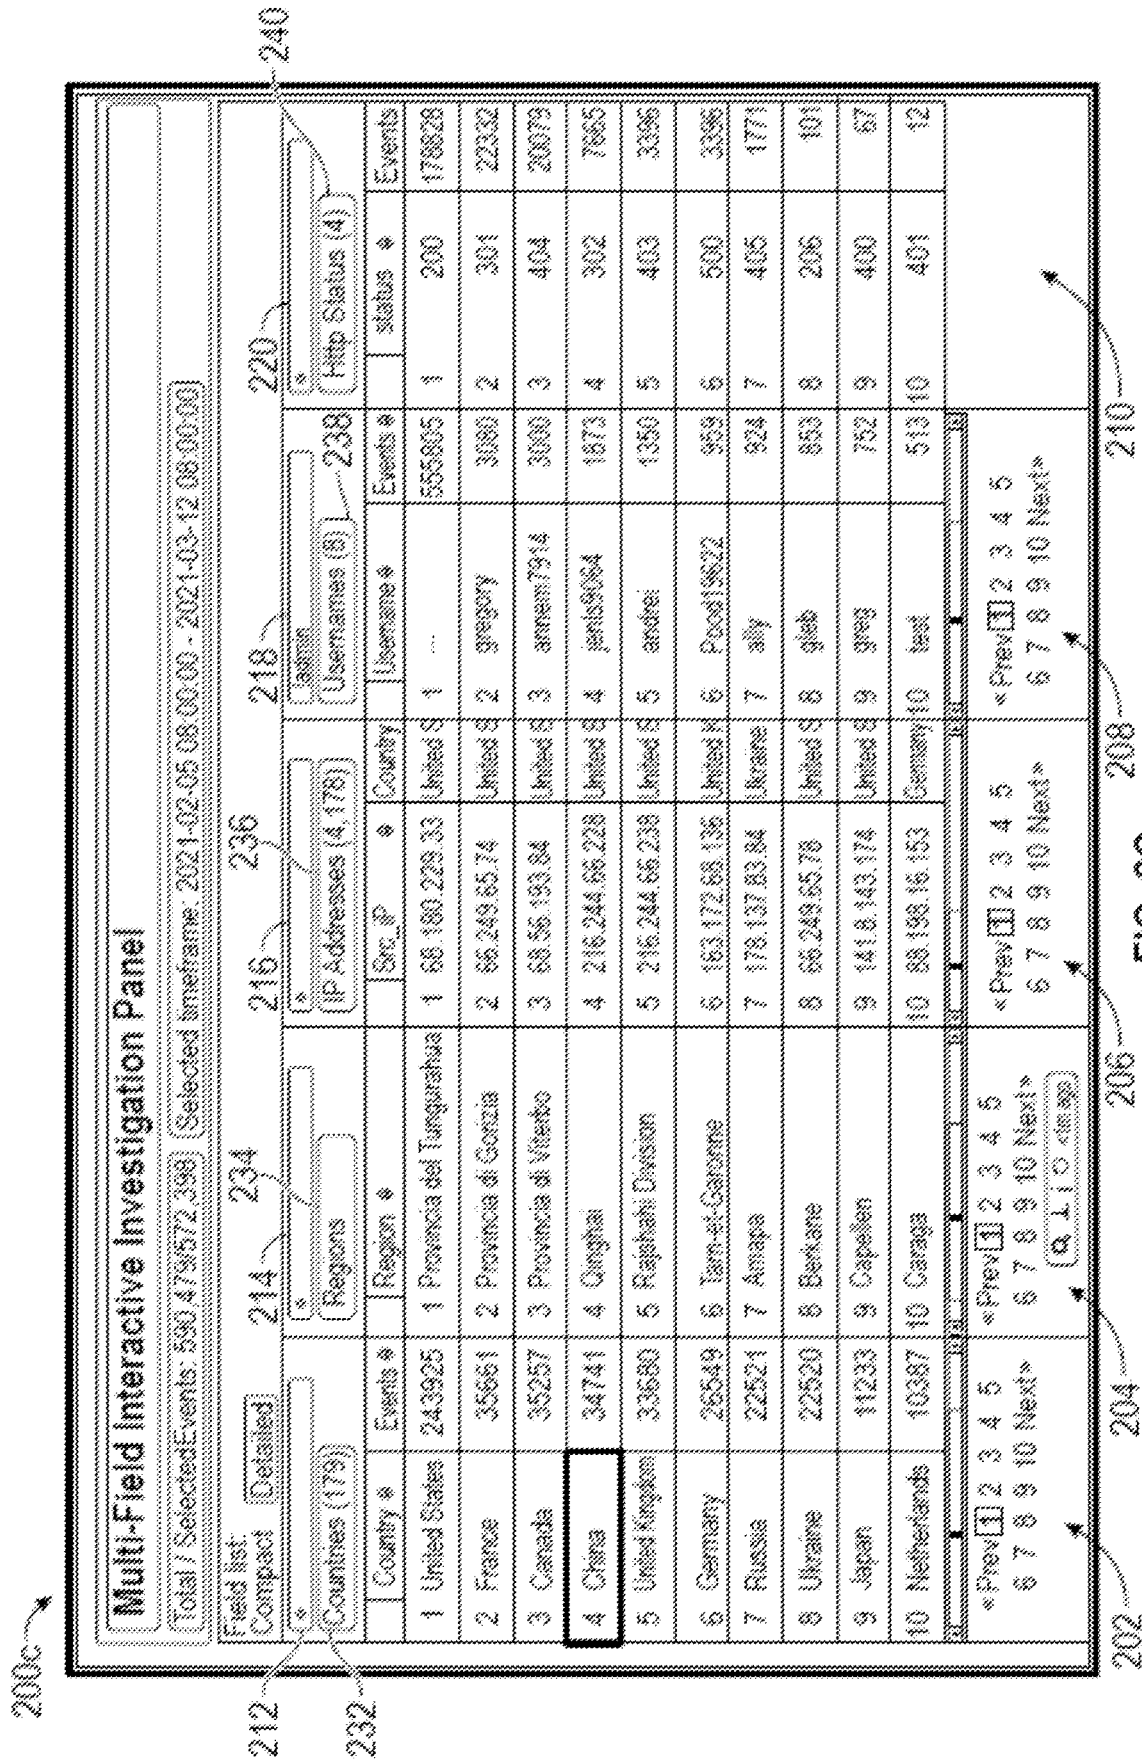 200c
Multi-Field Interactive Investigation Panel
Total / SelectedEvents: 590,479/572,398 Selected timeframe: 2021-02-05 08:00:00 - 2021-03-12 08:00:00
Field list:
Compact Detailed
212 214 234 216 236 218 220 240
* * * *
232 Countries (179) Regions IP Addresses (4,178) Usernames (8) 238 Http Status (4)
Country Events Region Src_IP Country Username Events status Events
1 United States 243925 1 Provincia del Tungurahua 1 68.180.229.33 United S 1 ... 555805 1 200 178828
2 France 35661 2 Provincia di Gorizia 2 66.249.65.74 United S 2 gregory 3080 2 301 22332
3 Canada 35257 3 Provincia di Viterbo 3 68.56.193.84 United S 3 annem7914 3000 3 404 20079
4 China 34741 4 Qinghai 4 216.244.66.228 United S 4 jents9064 1673 4 302 7665
5 United Kingdom 33680 5 Rajshahi Division 5 216.244.66.238 United S 5 andrei 1350 5 403 3396
6 Germany 26549 6 Tarn-et-Garonne 6 163.172.68.136 United K 6 Pood19622 959 6 500 3396
7 Russia 22521 7 Anapa 7 178.137.83.84 Ukraine 7 ally 924 7 405 1771
8 Ukraine 22520 8 Berkane 8 66.249.65.78 United S 8 gleb 853 8 206 101
9 Japan 11233 9 Capellen 9 1418.143.174 United S 9 greg 752 9 400 67
10 Netherlands 10387 10 Caraga 10 88.198.16.153 Germany 10 test 513 10 401 12
«Prev 1 2 3 4 5 «Prev 1 2 3 4 5 «Prev 1 2 3 4 5 «Prev 1 2 3 4 5
6 7 8 9 10 Next» 6 7 8 9 10 Next» 6 7 8 9 10 Next» 6 7 8 9 10 Next»
202 204 206 208 210